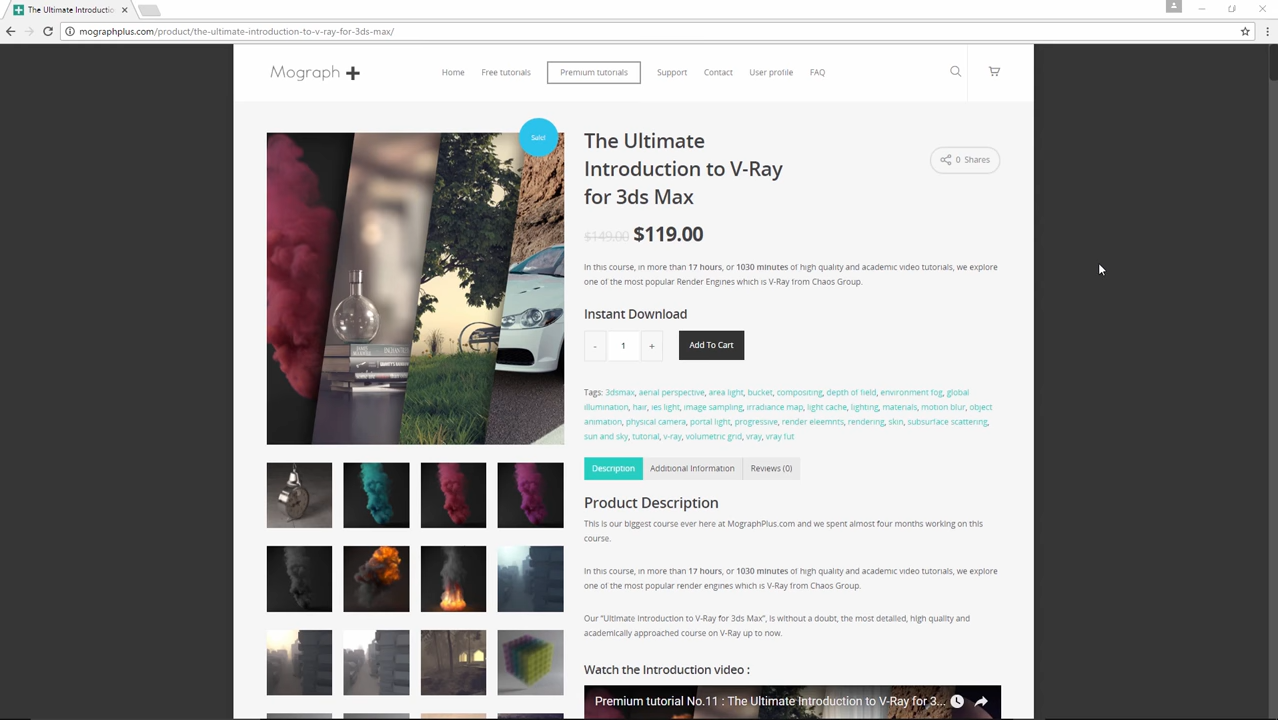 The Ultimate Introductio
mographplus.com/product/the-ultimate-introduction-to-v-ray-for-3ds-max/
Mograph
Home Free tutorials Premium tutorials Support Contact User profile FAQ
Sale!
The Ultimate
Introduction to V-Ray
for 3ds Max
0 Shares
$149.00 $119.00
In this course, in more than 17 hours, or 1030 minutes of high quality and academic video tutorials, we explore
one of the most popular Render Engines which is V-Ray from Chaos Group.
Instant Download
- 1 + Add To Cart
Tags: 3dsmax, aerial perspective, area light, bucket, compositing, depth of field, environment fog, global
illumination, hair, ies light, image sampling, irradiance map, light cache, lighting, materials, motion blur, object
animation, physical camera, portal light, progressive, render eleemnts, rendering, skin, subsurface scattering,
sun and sky, tutorial, v-ray, volumetric grid, vray, vray tut
Description Additional Information Reviews (0)
Product Description
This is our biggest course ever here at MographPlus.com and we spent almost four months working on this
course.
In this course, in more than 17 hours, or 1030 minutes of high quality and academic video tutorials, we explore
one of the most popular render engines which is V-Ray from Chaos Group.
Our "Ultimate Introduction to V-Ray for 3ds Max", is without a doubt, the most detailed, high quality and
academically approached course on V-Ray up to now.
Watch the Introduction video :
Premium tutorial No.11 : The Ultimate Introduction to V-Ray for 3...